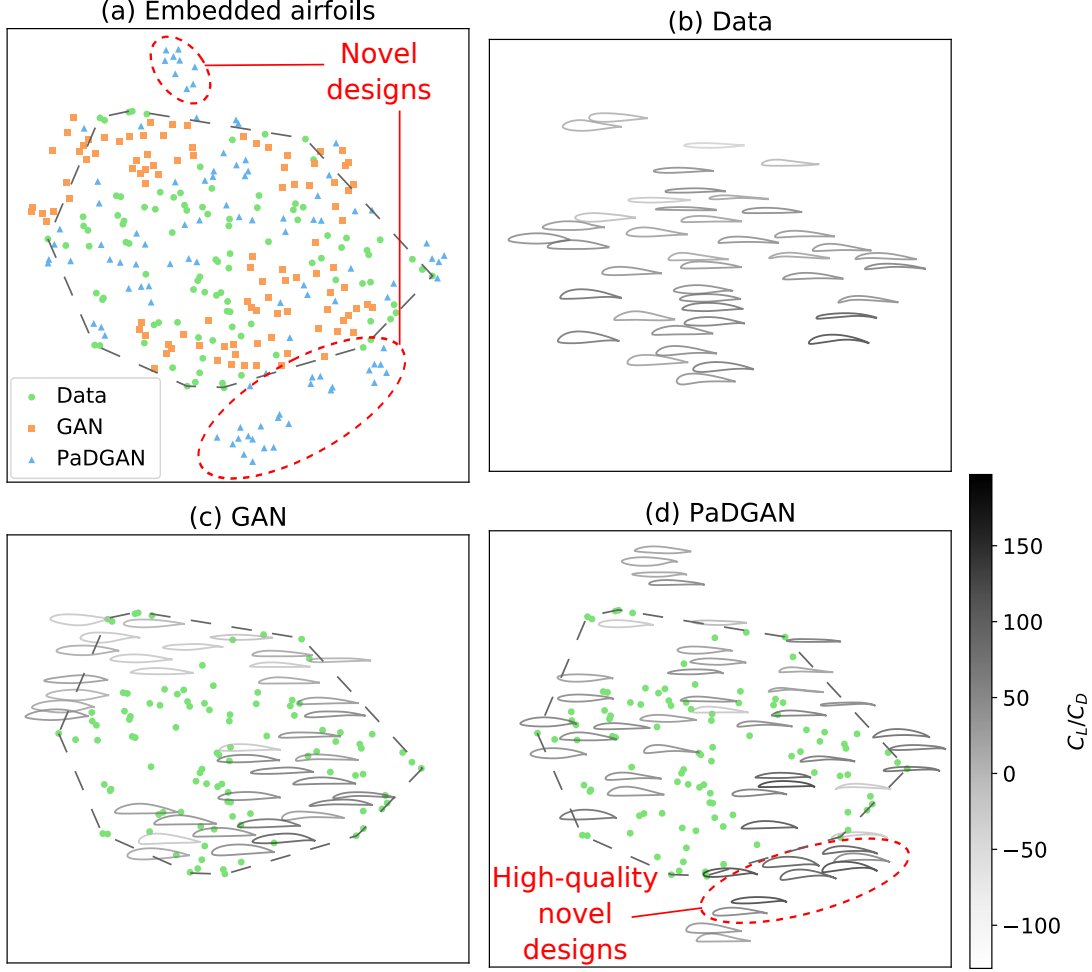 (a) Embedded airfoils
Novel
designs
Data
GAN
PaDGAN
(b) Data
(c) GAN
(d) PaDGAN
High-quality
novel
designs
150
100
50
0
−50
−100
C_L/C_D